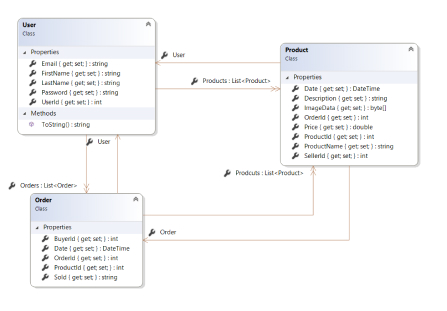 User
Class
Properties
Email { get; set; } : string
FirstName { get; set; } : string
LastName { get; set; } : string
Password { get; set; } : string
UserId { get; set; } : int
Methods
ToString() : string
User
Products : List<Product>
Product
Class
Properties
Date { get; set; } : DateTime
Description { get; set; } : string
ImageData { get; set; } : byte[]
OrderId { get; set; } : int
Price { get; set; } : double
ProductId { get; set; } : int
ProductName { get; set; } : string
SellerId { get; set; } : int
User
Orders : List<Order>
Prodcuts : List<Product>
Order
Order
Class
Properties
BuyerId { get; set; } : int
Date { get; set; } : DateTime
OrderId { get; set; } : int
ProductId { get; set; } : int
Sold { get; set; } : string